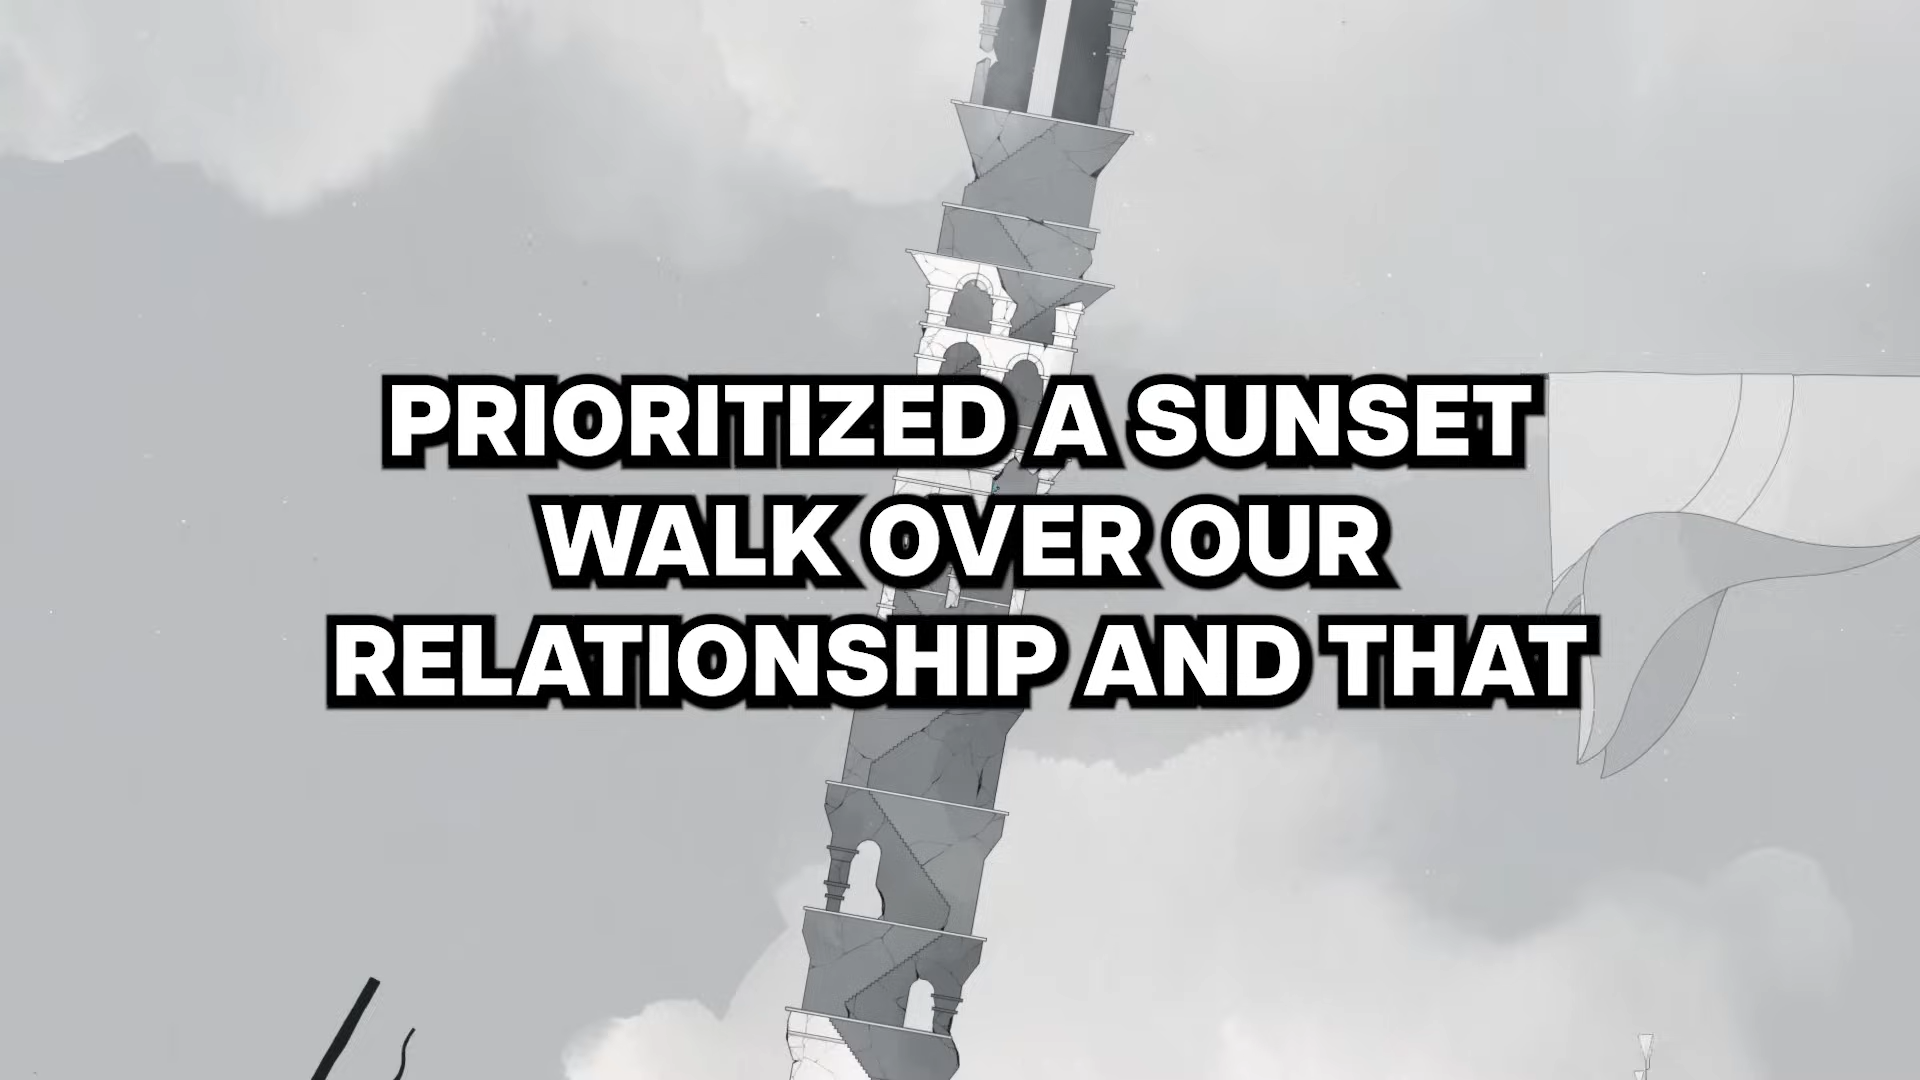 PRIORITIZED A SUNSET
WALK OVER OUR
RELATIONSHIP AND THAT